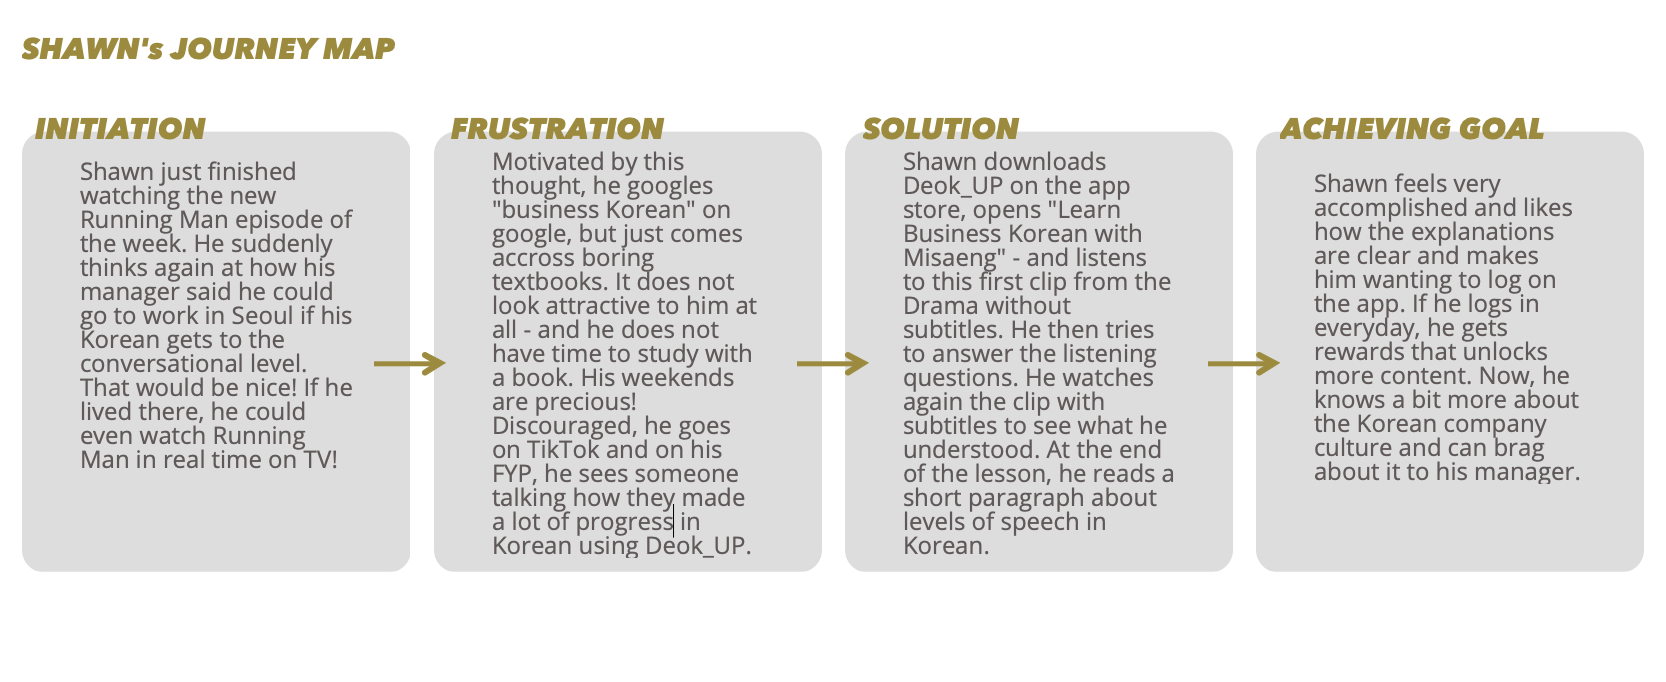 SHAWN's JOURNEY MAP
INITIATION
Shawn just finished
watching the new
Running Man episode of
the week. He suddenly
thinks again at how his
manager said he could
go to work in Seoul if his
Korean gets to the
conversational level.
That would be nice! If he
lived there, he could
even watch Running
Man in real time on TV!
FRUSTRATION
Motivated by this
thought, he googles
"business Korean" on
google, but just comes
accross boring
textbooks. It does not
look attractive to him at
all - and he does not
have time to study with
a book. His weekends
are precious!
Discouraged, he goes
on TikTok and on his
FYP, he sees someone
talking how they made
a lot of progress in
Korean using Deok_UP.
SOLUTION
Shawn downloads
Deok_UP on the app
store, opens "Learn
Business Korean with
Misaeng" - and listens
to this first clip from the
Drama without
subtitles. He then tries
to answer the listening
questions. He watches
again the clip with
subtitles to see what he
understood. At the end
of the lesson, he reads a
short paragraph about
levels of speech in
Korean.
ACHIEVING GOAL
Shawn feels very
accomplished and likes
how the explanations
are clear and makes
him wanting to log on
the app. If he logs in
everyday, he gets
rewards that unlocks
more content. Now, he
knows a bit more about
the Korean company
culture and can brag
about it to his manager.